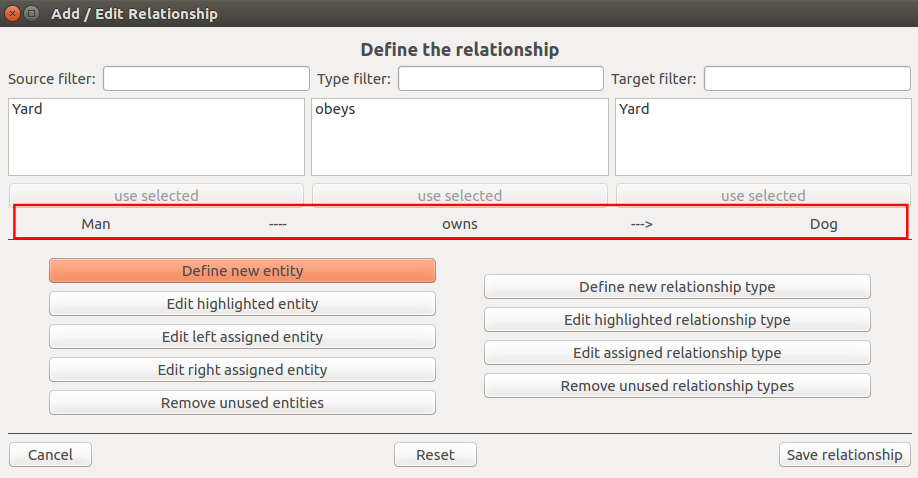 Add / Edit Relationship
Define the relationship
Source filter: Type filter: Target filter:
Yard obeys Yard
use selected use selected use selected
Man ---- owns ---> Dog
Define new entity
Edit highlighted entity
Edit left assigned entity
Edit right assigned entity
Remove unused entities
Define new relationship type
Edit highlighted relationship type
Edit assigned relationship type
Remove unused relationship types
Cancel Reset Save relationship